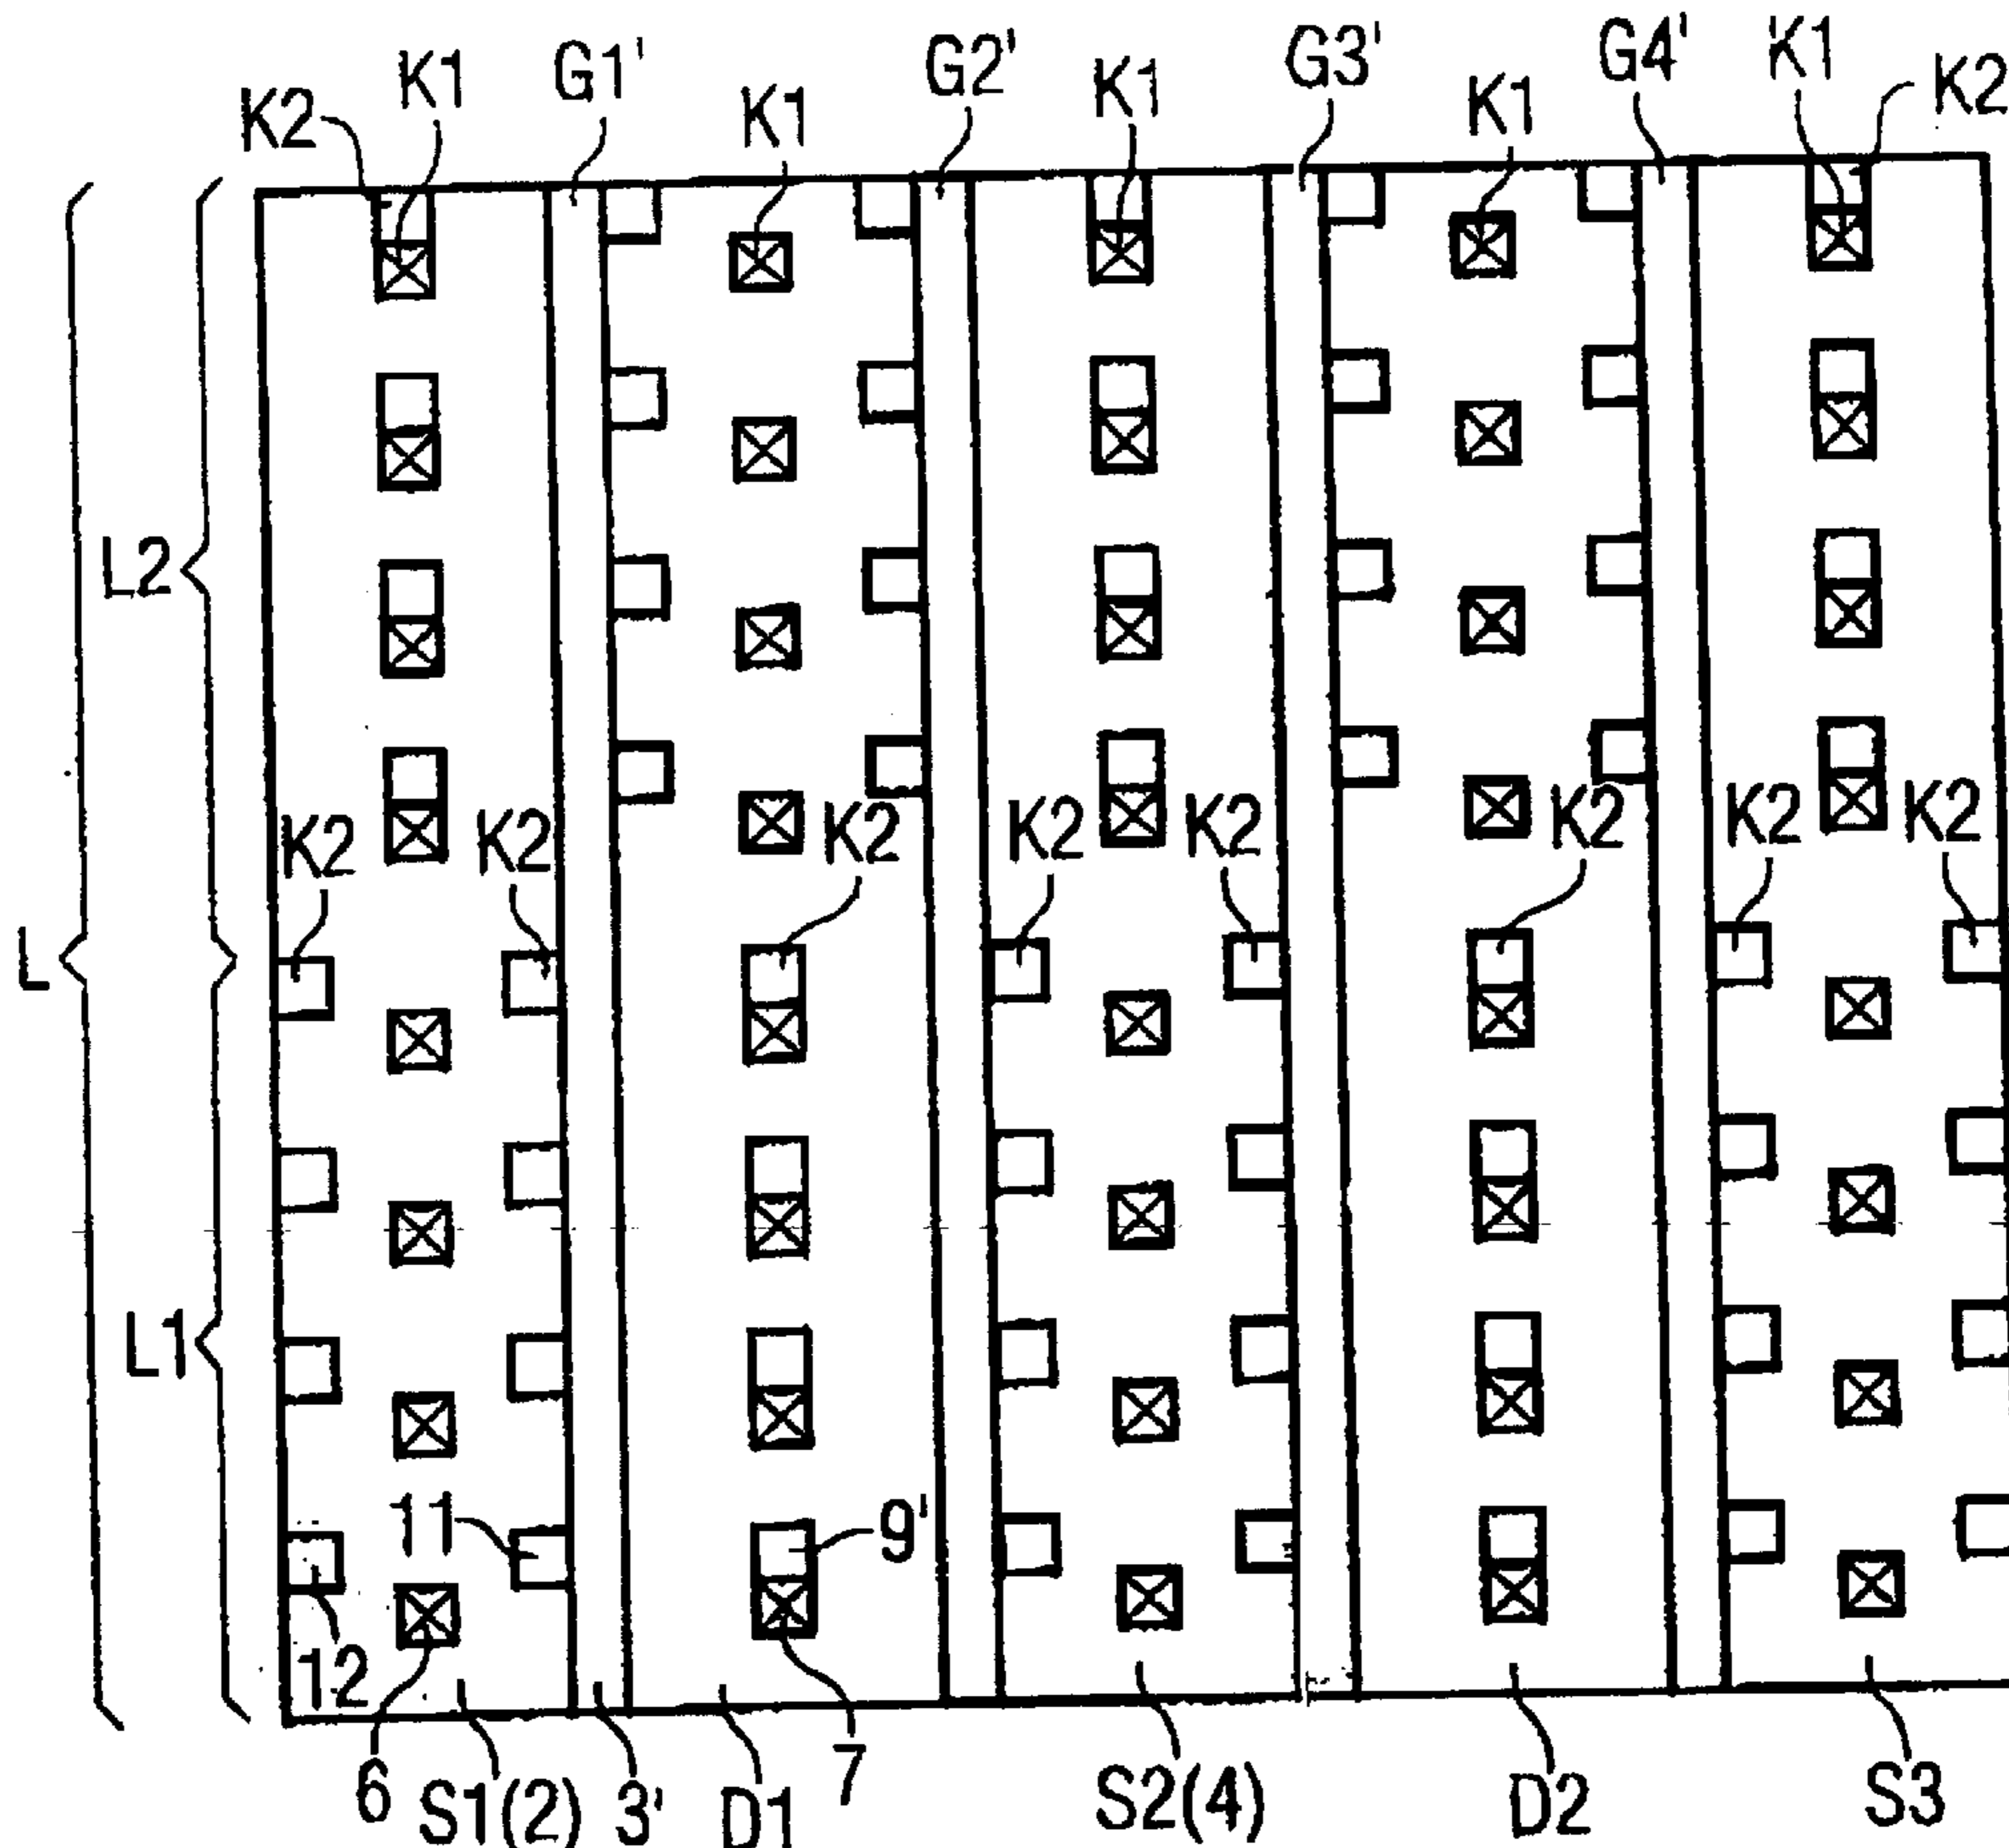 K2 K1 G1' K1 G2' K1 G3' K1 G4' K1 K2
L2
K2 K2 K2 K2 K2 K2 K2 K2
L
L1
11 9'
12
6 S1(2) 3' D1 7 S2(4) D2 S3